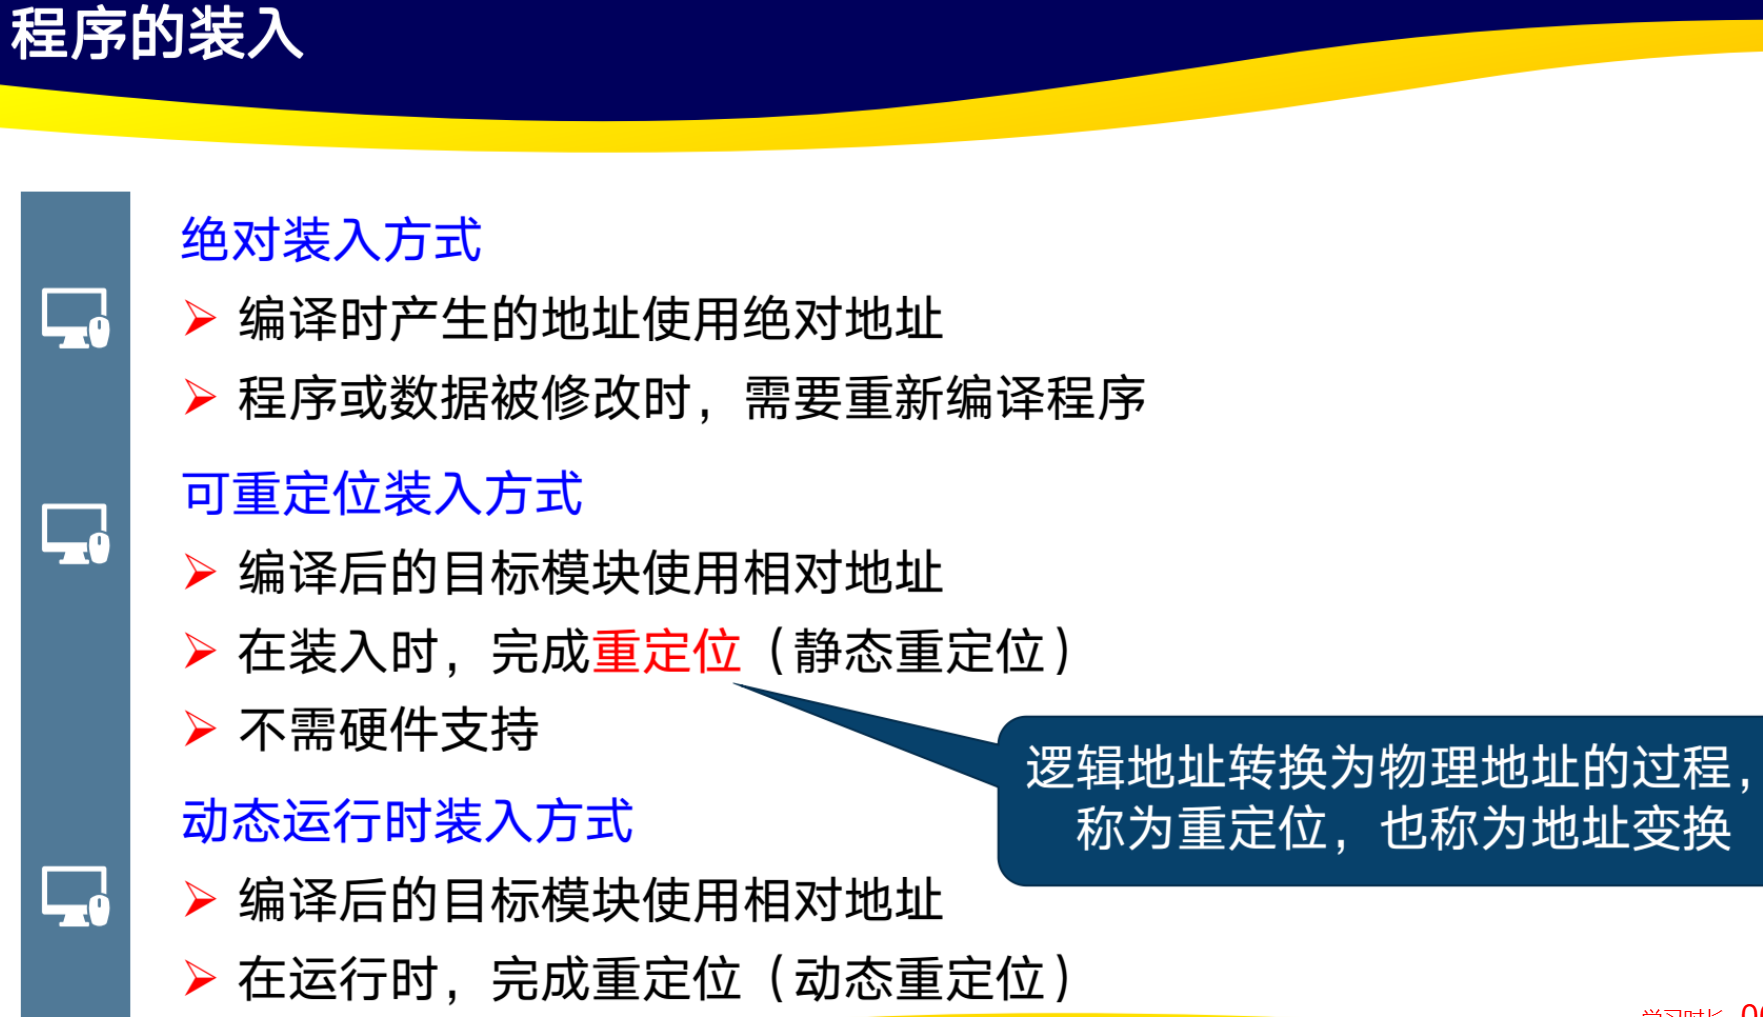 程序的装入
绝对装入方式
编译时产生的地址使用绝对地址
程序或数据被修改时，需要重新编译程序
可重定位装入方式
编译后的目标模块使用相对地址
在装入时，完成重定位（静态重定位）
不需硬件支持
逻辑地址转换为物理地址的过程，
称为重定位，也称为地址变换
动态运行时装入方式
编译后的目标模块使用相对地址
在运行时，完成重定位（动态重定位）